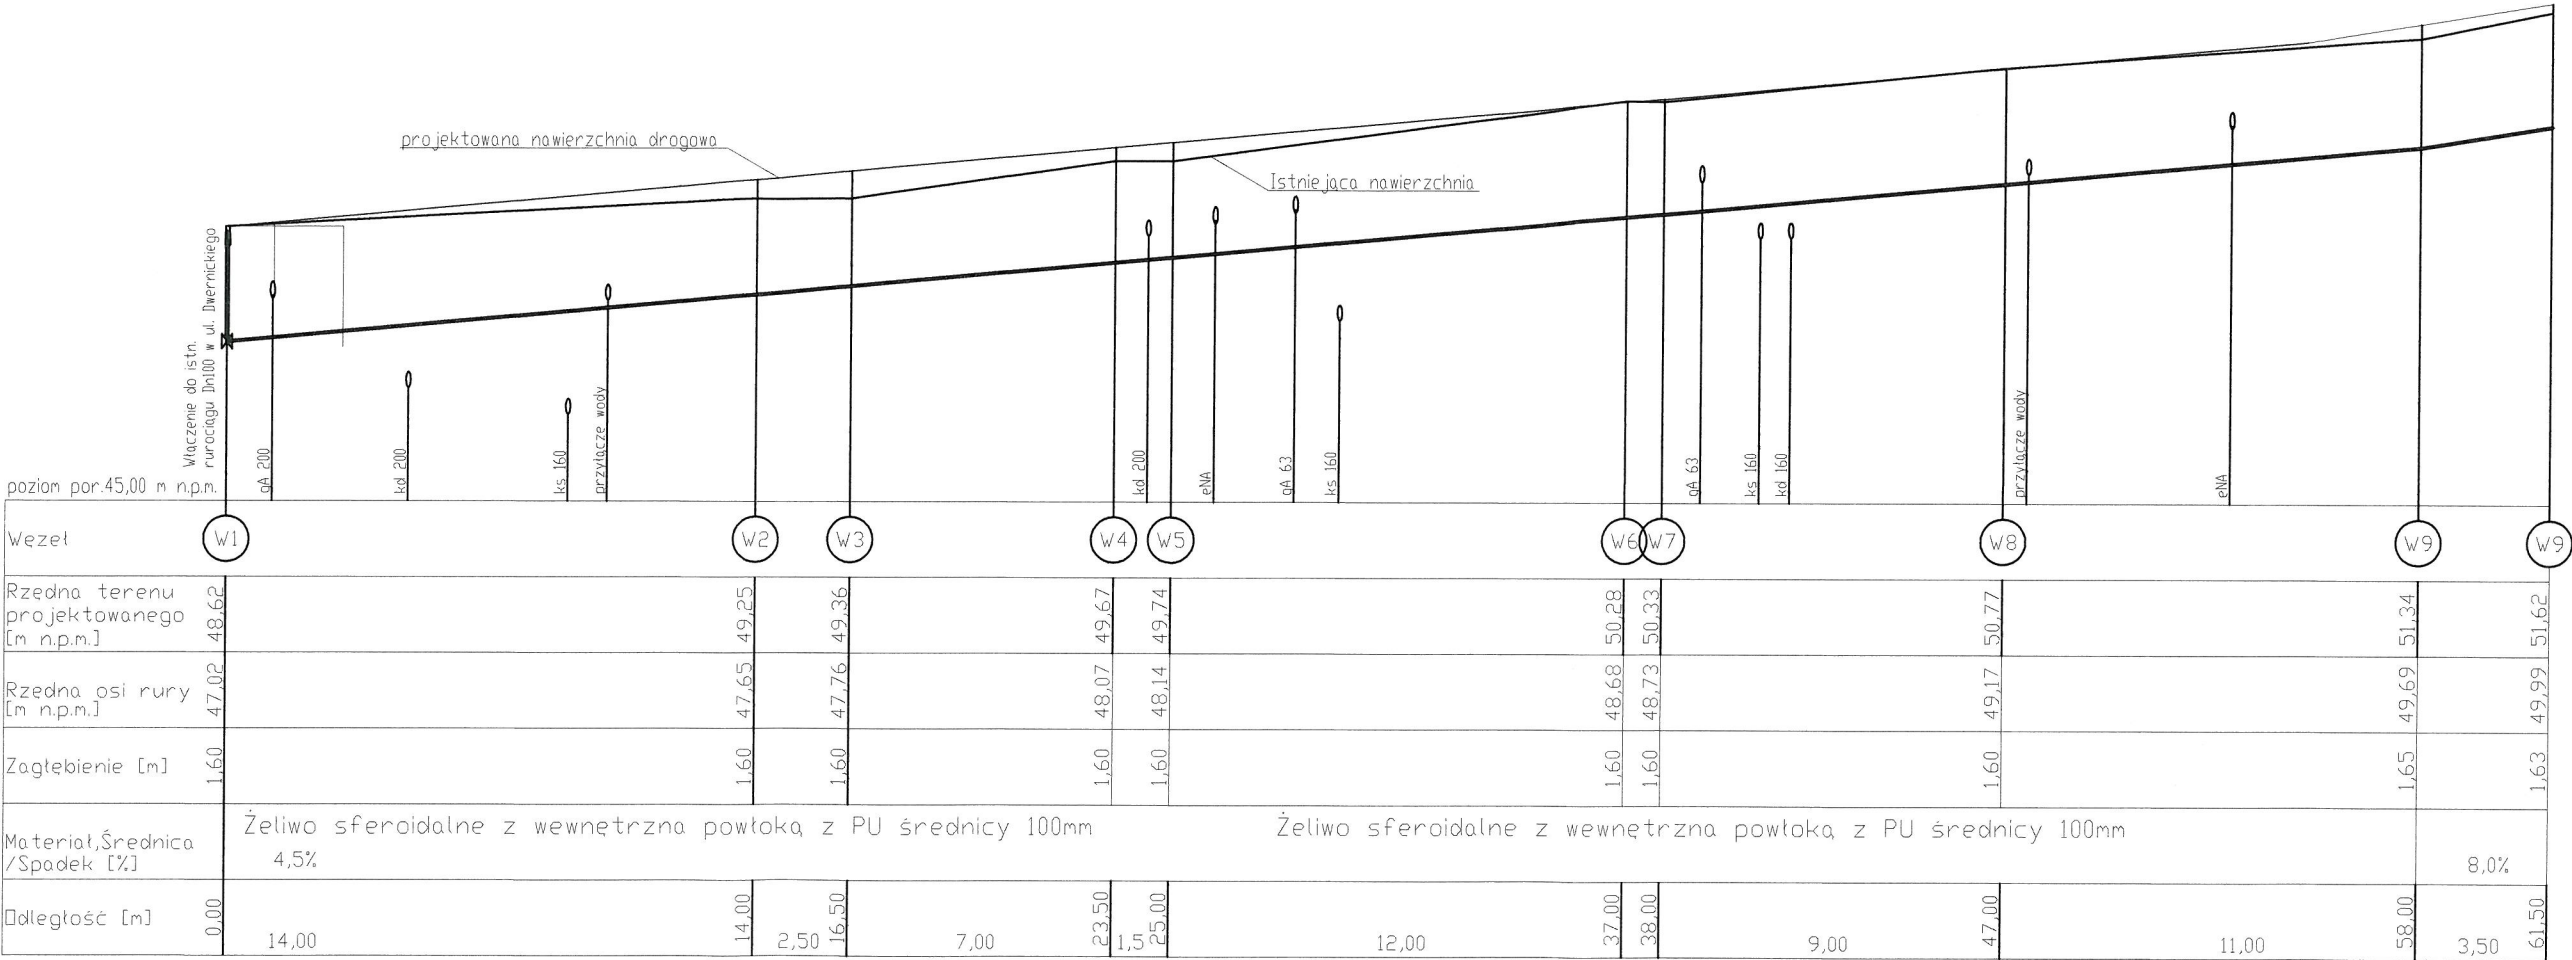 projektowana nawierzchnia drogowa
Istniejąca nawierzchnia
Włączenie do istn.
rurociągu Dn100 w ul. Dwernickiego
gA 200
kd 200
ks 160
przyłącze wody
kd 200
eNA
gA 63
ks 160
gA 63
ks 160
kd 160
przyłącze wody
eNA
poziom por.45,00 m n.p.m.
Węzeł W1 W2 W3 W4 W5 W6 W7 W8 W9 W9
Rzędna terenu
projektowanego
[m n.p.m.]
48,62 49,25 49,36 49,67 49,74 50,28 50,33 50,77 51,34 51,62
Rzędna osi rury
[m n.p.m.]
47,02 47,65 47,76 48,07 48,14 48,68 48,73 49,17 49,69 49,99
Zagłębienie [m] 1,60 1,60 1,60 1,60 1,60 1,60 1,60 1,60 1,65 1,63
Materiał,Średnica
/Spadek [%]
Żeliwo sferoidalne z wewnętrzna powłoką z PU średnicy 100mm
Żeliwo sferoidalne z wewnętrzna powłoką z PU średnicy 100mm
4,5% 8,0%
Odległość [m] 0,00 14,00 16,50 23,50 25,00 37,00 38,00 47,00 58,00 61,50
14,00 2,50 7,00 1,5 12,00 9,00 11,00 3,50